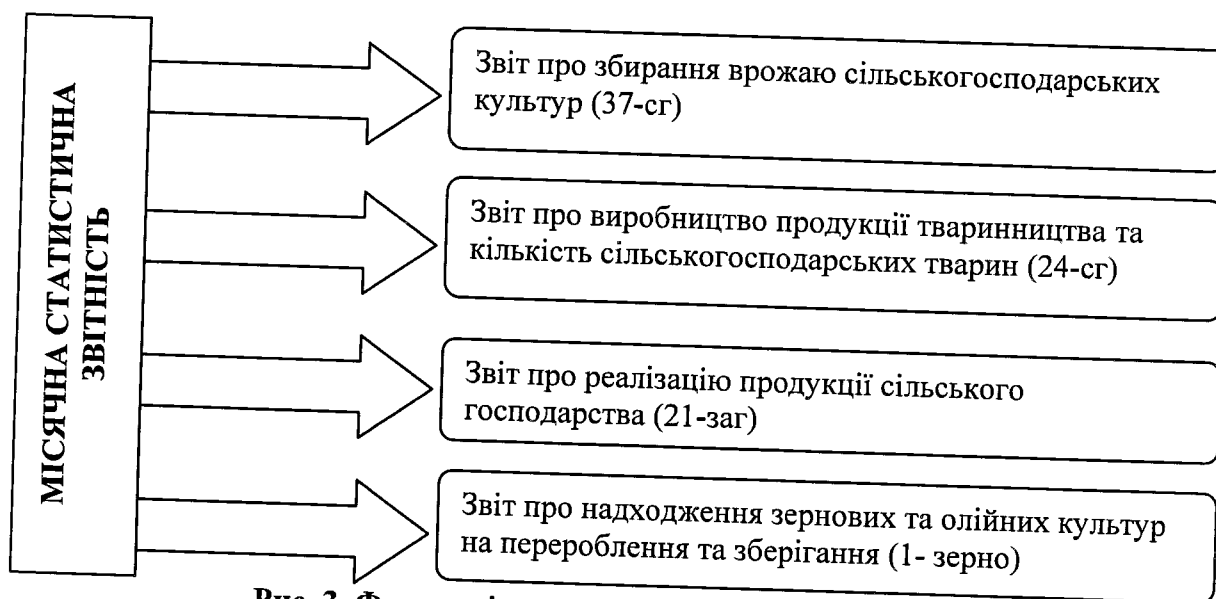 МІСЯЧНА СТАТИСТИЧНА
ЗВІТНІСТЬ
Звіт про збирання врожаю сільськогосподарських
культур (37-сг)
Звіт про виробництво продукції тваринництва та
кількість сільськогосподарських тварин (24-сг)
Звіт про реалізацію продукції сільського
господарства (21-заг)
Звіт про надходження зернових та олійних культур
на перероблення та зберігання (1- зерно)
Рис.